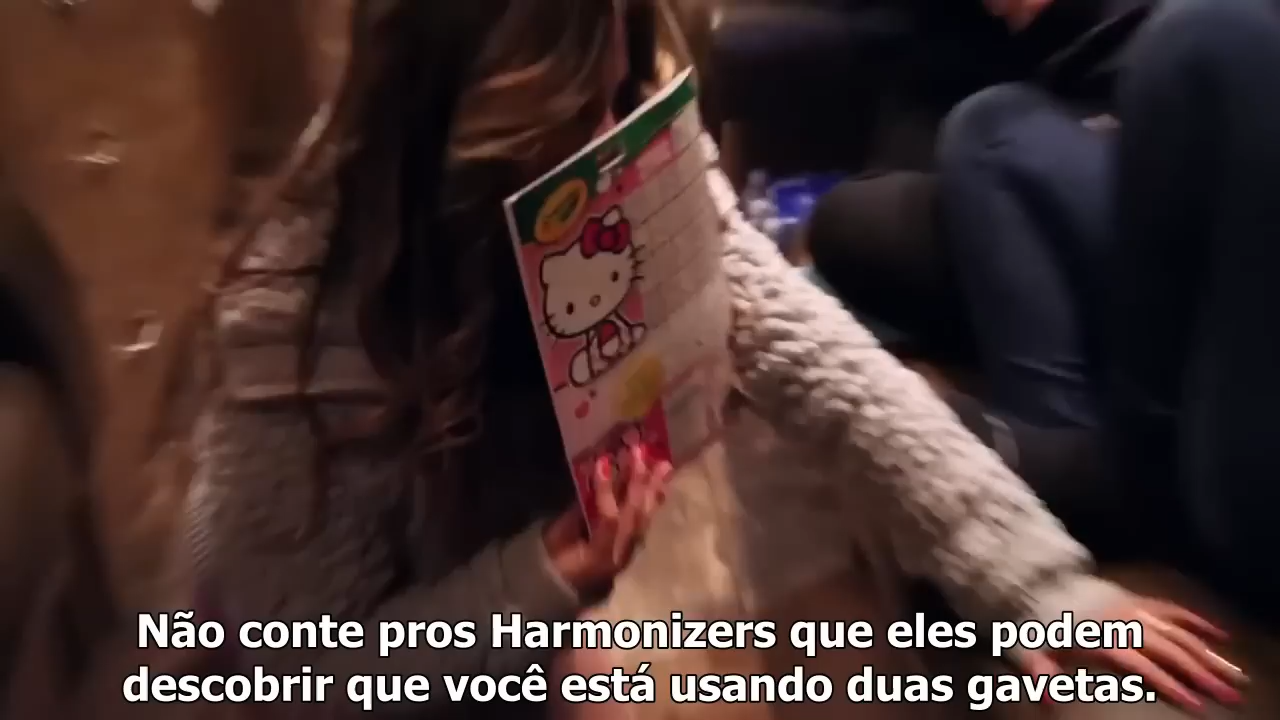 Não conte pros Harmonizers que eles podem
descobrir que você está usando duas gavetas.